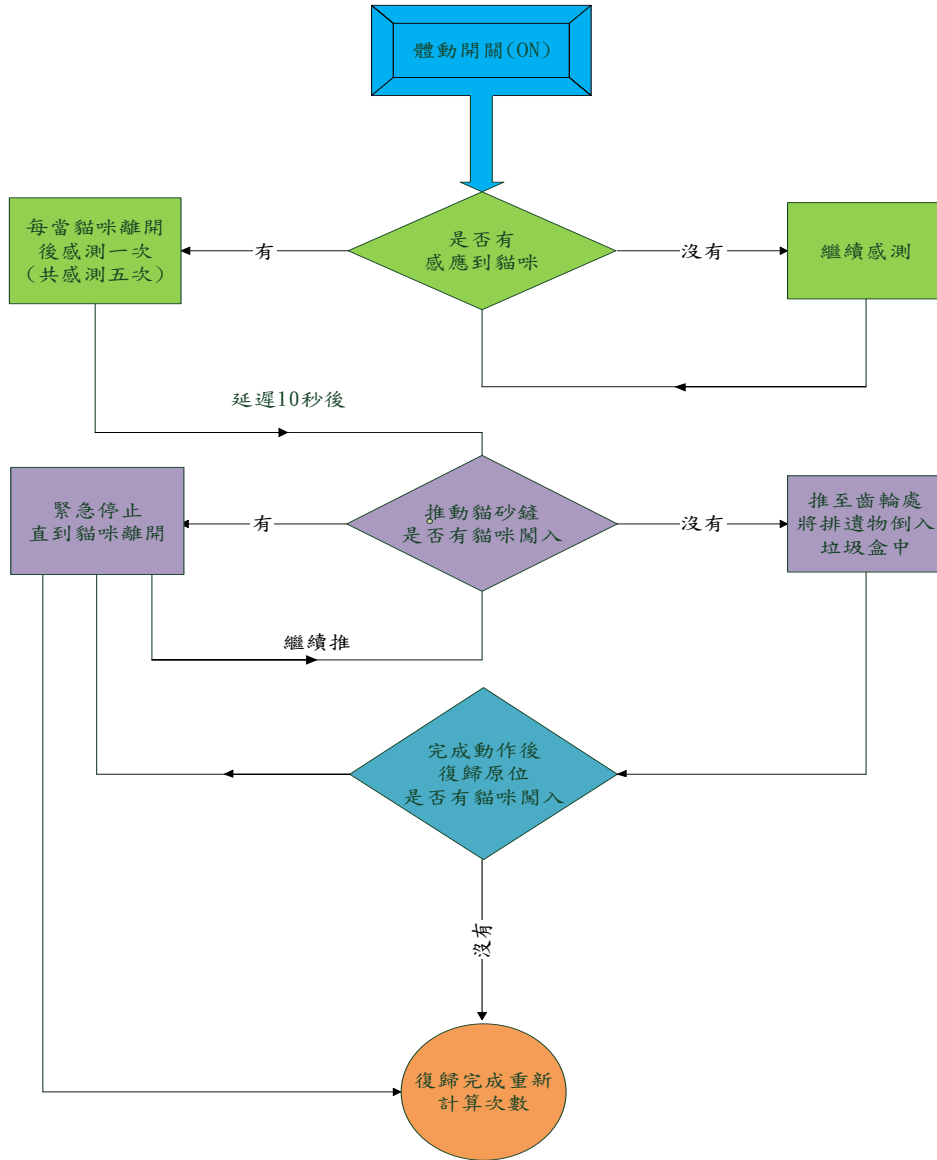 體動開關(ON)
每當貓咪離開
後感測一次
(共感測五次)
有
是否有
感應到貓咪
沒有
繼續感測
延遲10秒後
緊急停止
直到貓咪離開
有
推動貓砂鏟
是否有貓咪闖入
沒有
推至齒輪處
將排遺物倒入
垃圾盒中
繼續推
完成動作後
復歸原位
是否有貓咪闖入
沒有
復歸完成重新
計算次數